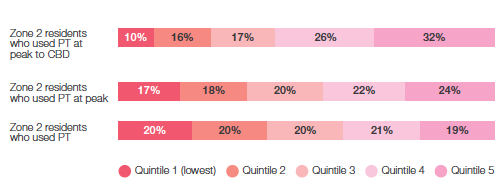 Zone 2 residents
who used PT at
peak to CBD
10% 16% 17% 26% 32%
Zone 2 residents
who used PT at peak
17% 18% 20% 22% 24%
Zone 2 residents
who used PT
20% 20% 20% 21% 19%
Quintile 1 (lowest) Quintile 2 Quintile 3 Quintile 4 Quintile 5